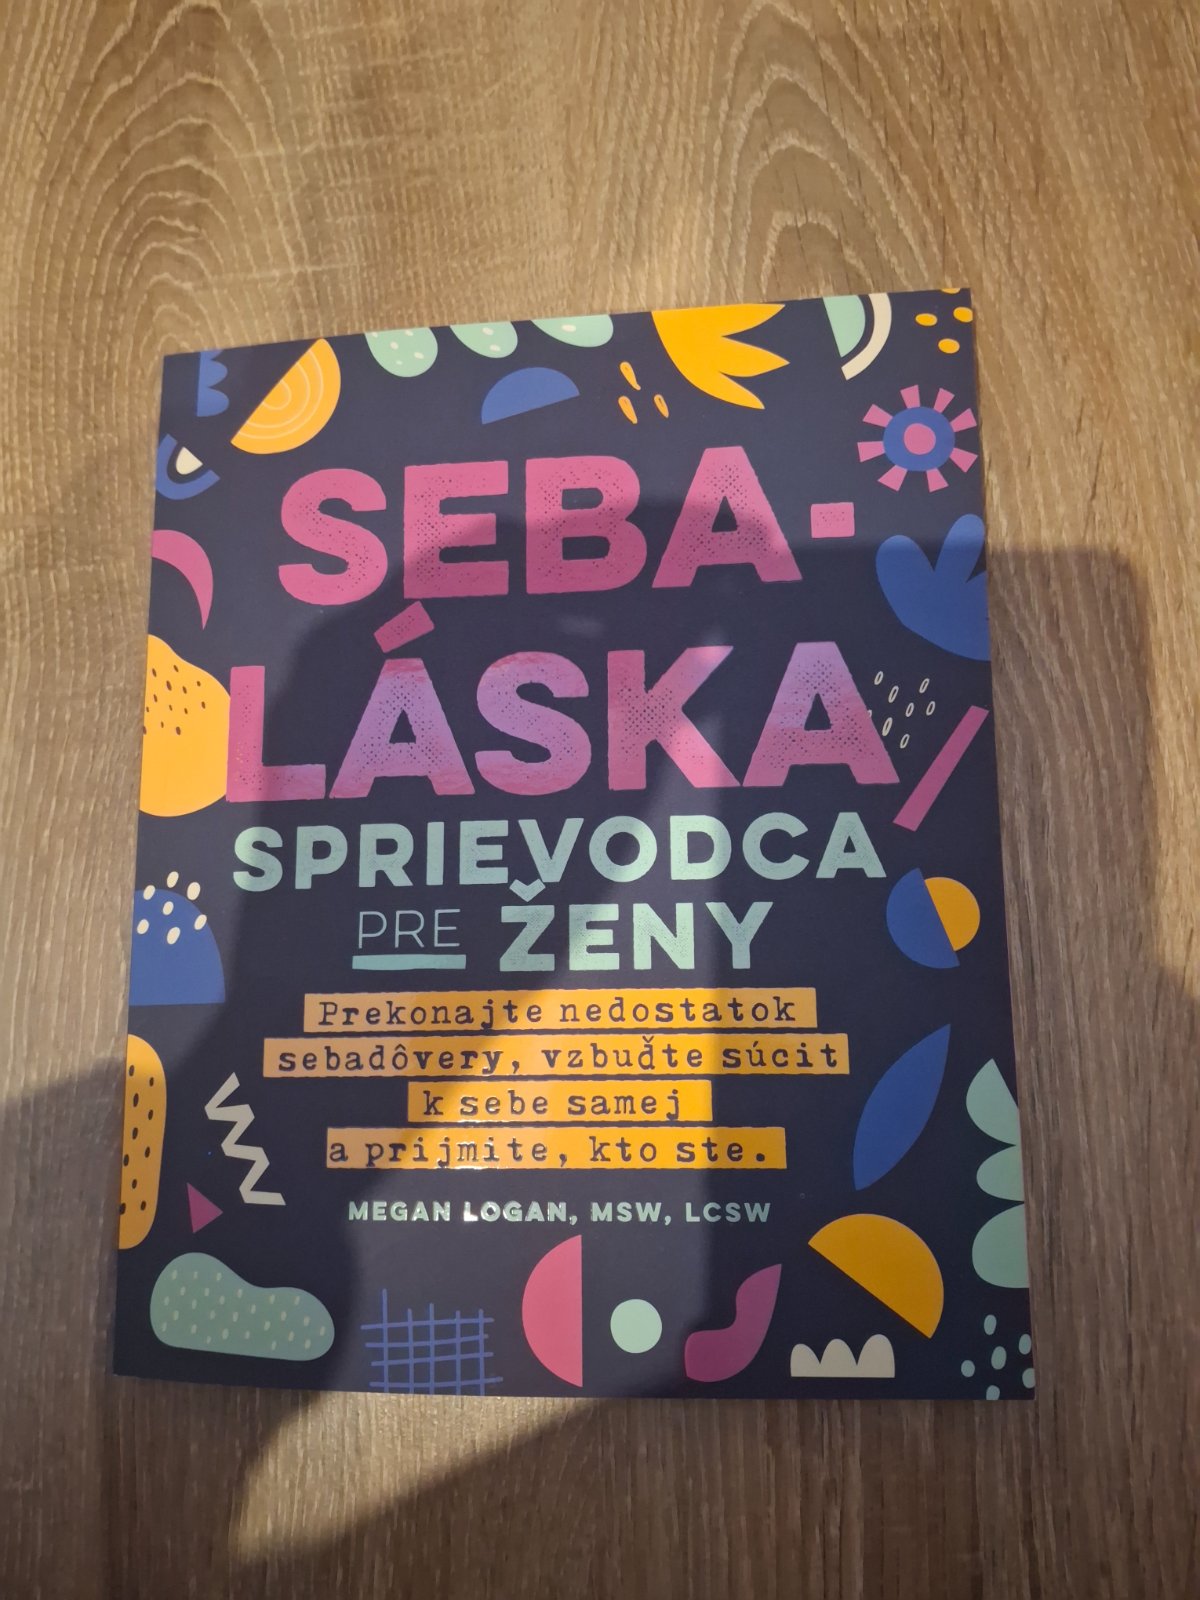 SEBA-
LÁSKA
SPRIEVODCA
PRE ŽENY
Prekonajte nedostatok
sebadôvery, vzbuďte súcit
k sebe samej
a prijmite, kto ste.
MEGAN LOGAN, MSW, LCSW